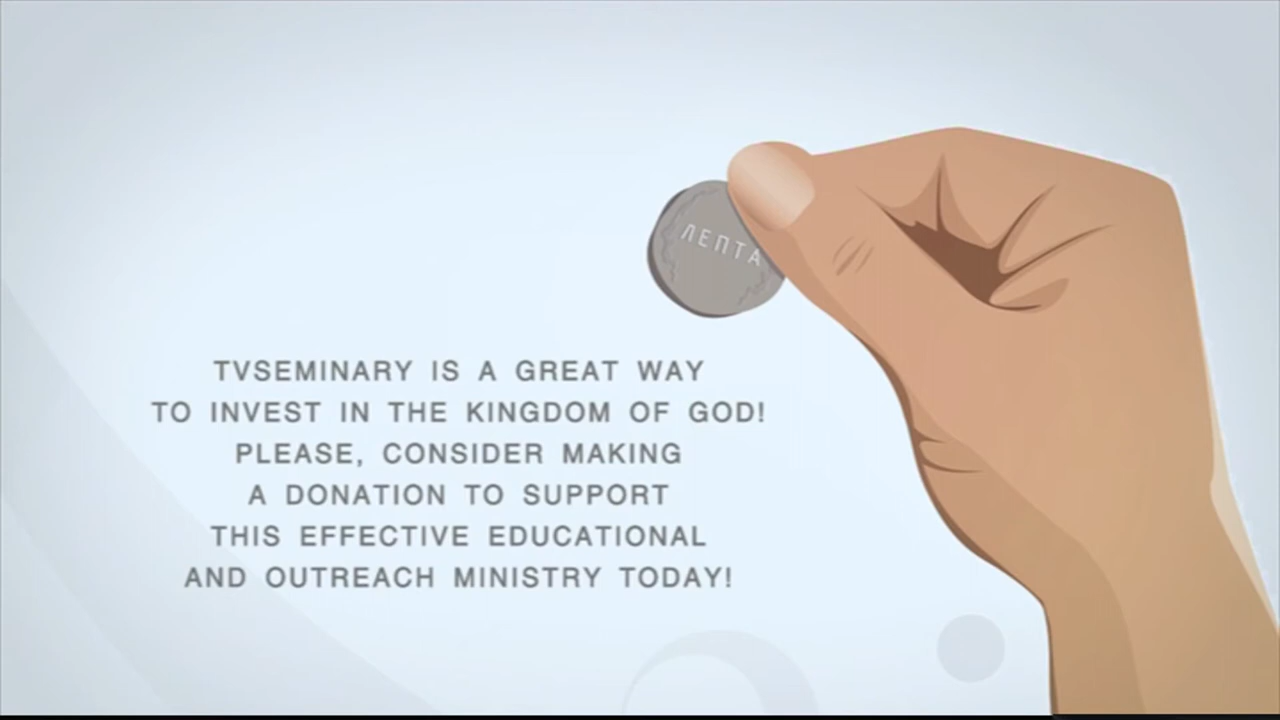 ΛΕПТА
TVSEMINARY IS A GREAT WAY
TO INVEST IN THE KINGDOM OF GOD!
PLEASE, CONSIDER MAKING
A DONATION TO SUPPORT
THIS EFFECTIVE EDUCATIONAL
AND OUTREACH MINISTRY TODAY!